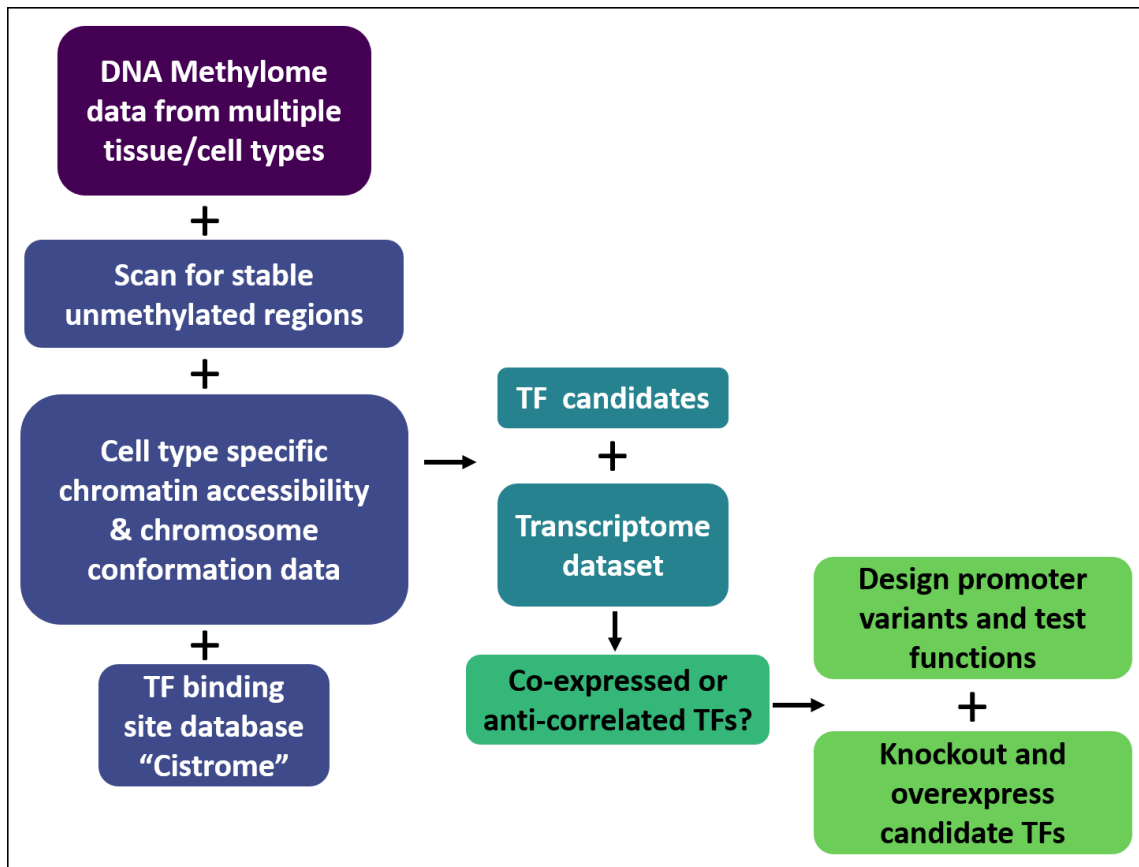 DNA Methylome
data from multiple
tissue/cell types
+
Scan for stable
unmethylated regions
+
Cell type specific
chromatin accessibility
& chromosome
conformation data
+
TF binding
site database
“Cistrome”
TF candidates
+
Transcriptome
dataset
Co-expressed or
anti-correlated TFs?
Design promoter
variants and test
functions
+
Knockout and
overexpress
candidate TFs